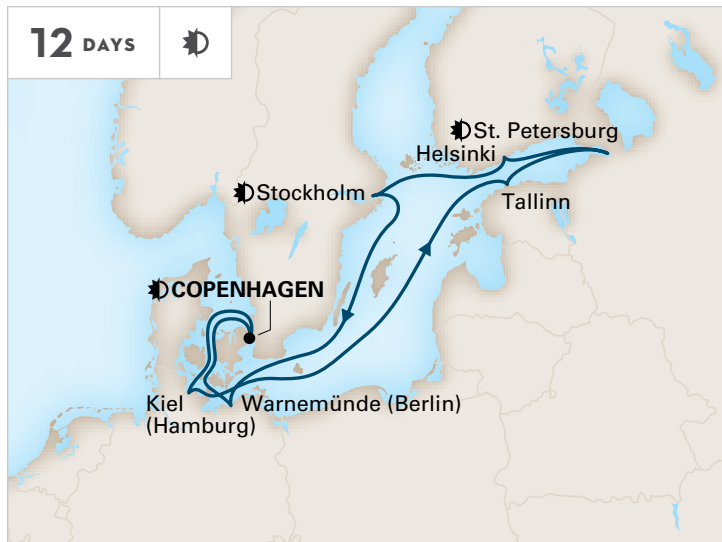 12 DAYS
St. Petersburg
Helsinki
Stockholm
Tallinn
COPENHAGEN
Kiel
(Hamburg)
Warnemünde (Berlin)